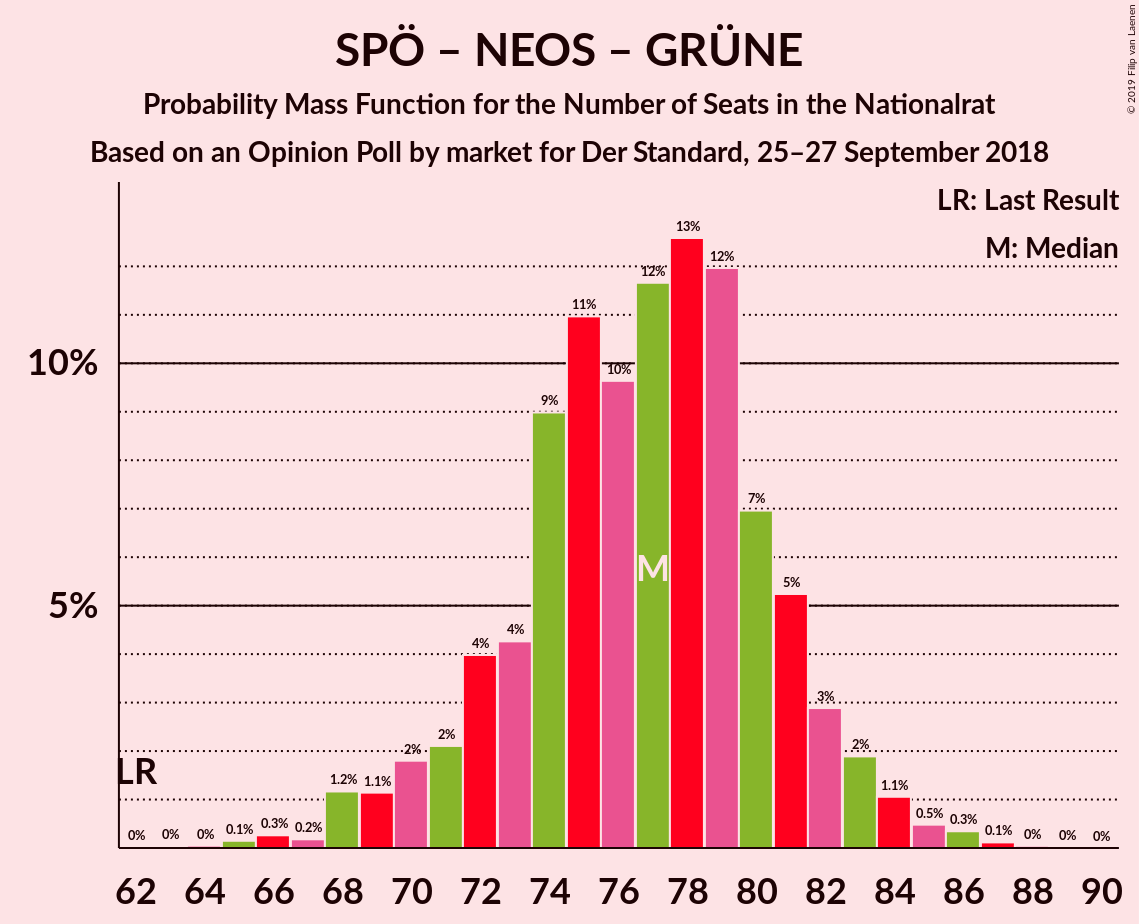 SPÖ – NEOS – GRÜNE
Probability Mass Function for the Number of Seats in the Nationalrat
Based on an Opinion Poll by market for Der Standard, 25–27 September 2018
© 2019 Filip van Laenen
LR: Last Result
M: Median
10%
5%
LR
M
0% 0% 0% 0.1% 0.3% 0.2% 1.2% 1.1% 2% 2% 4% 4% 9% 11% 10% 12% 13% 12% 7% 5% 3% 2% 1.1% 0.5% 0.3% 0.1% 0% 0% 0%
62 64 66 68 70 72 74 76 78 80 82 84 86 88 90